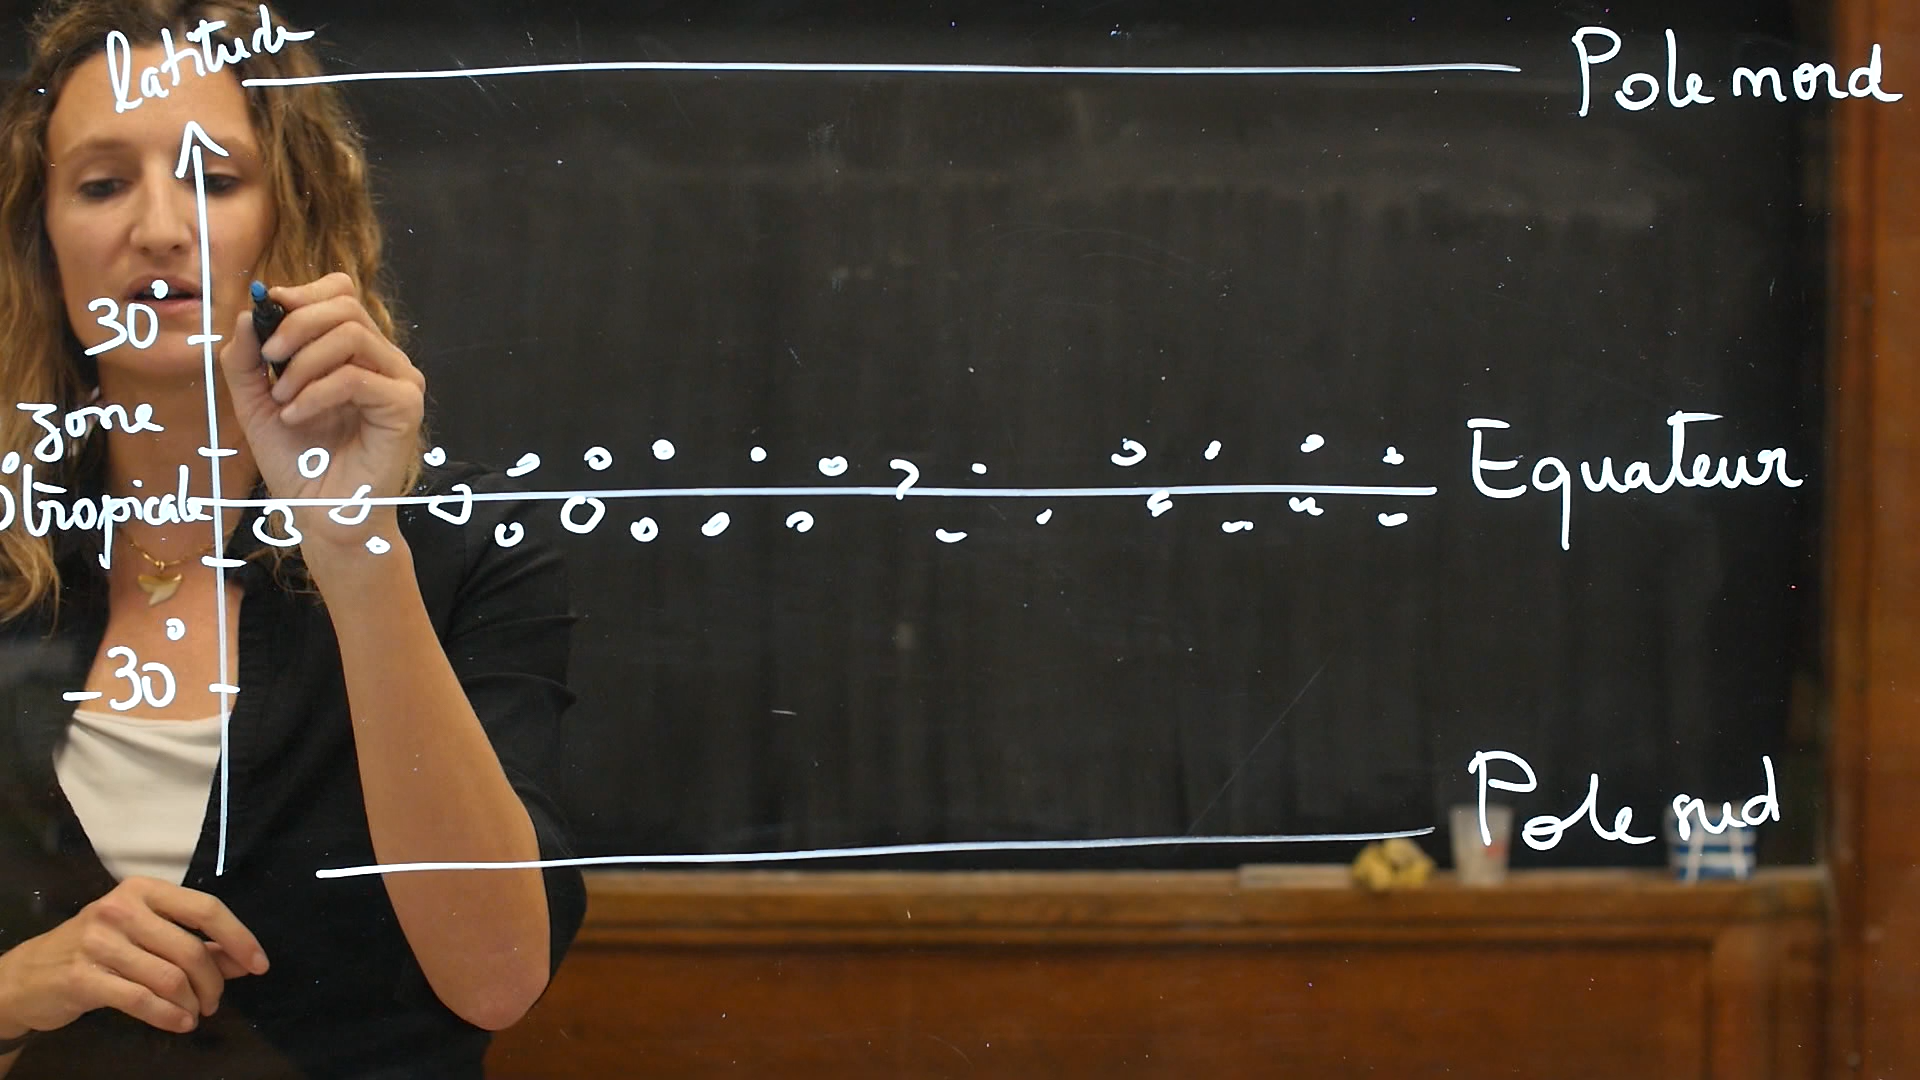 latitude
Pole nord
30°
zone
tropicale
Equateur
-30°
Pole sud